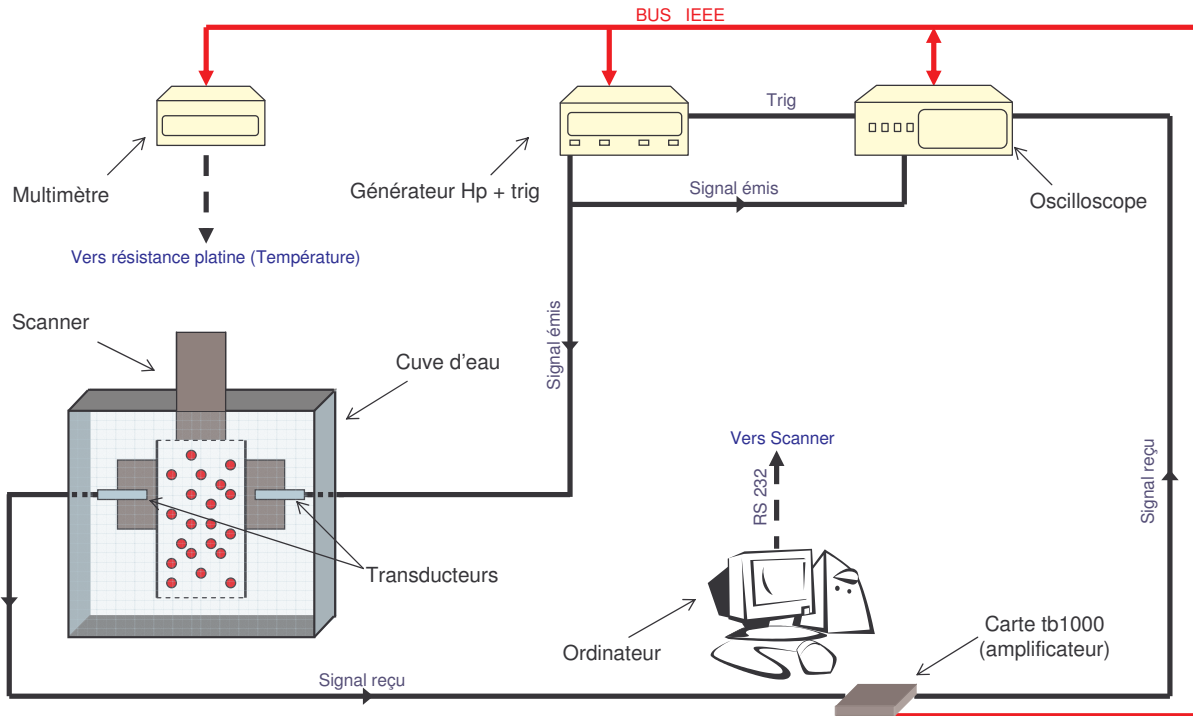 BUS IEEE
Trig
Multimètre
Générateur Hp + trig
Signal émis
Oscilloscope
Vers résistance platine (Température)
Scanner
Cuve d'eau
Signal émis
Vers Scanner
RS 232
Signal reçu
Transducteurs
Ordinateur
Carte tb1000
(amplificateur)
Signal reçu